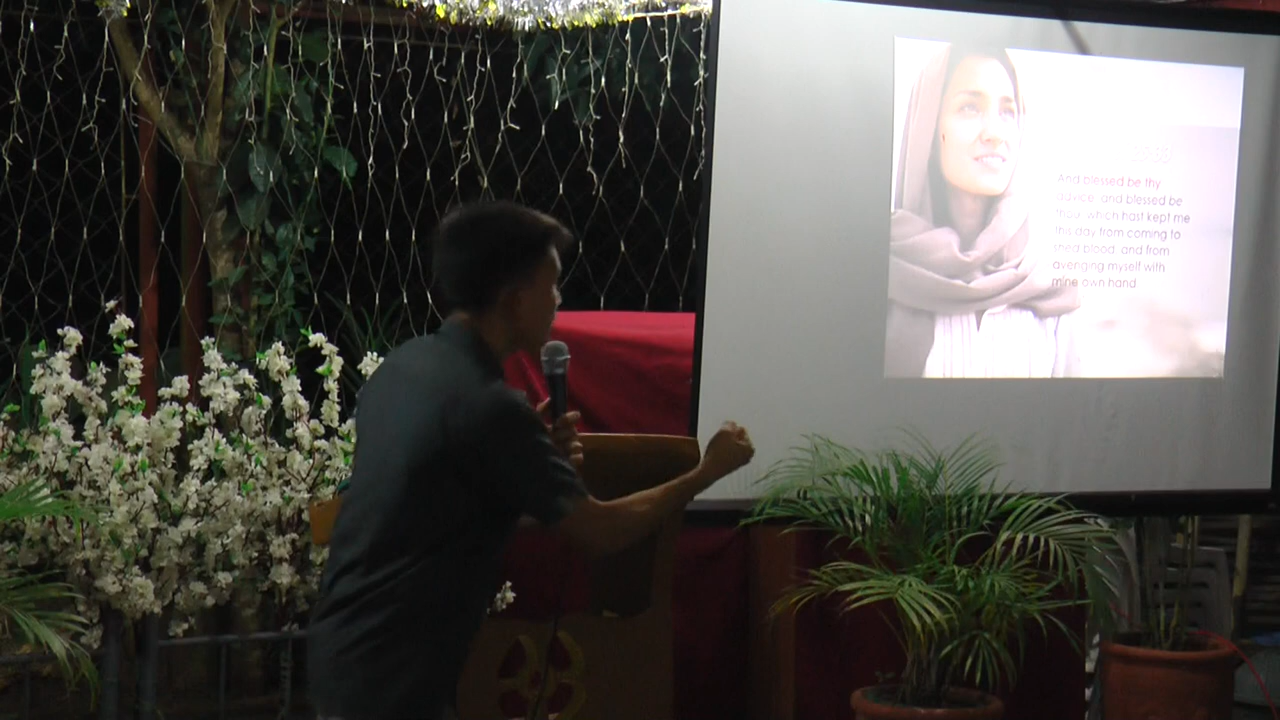 And blessed be thy
advice, and blessed be
thou, which hast kept me
this day from coming to
shed blood, and from
avenging myself with
mine own hand